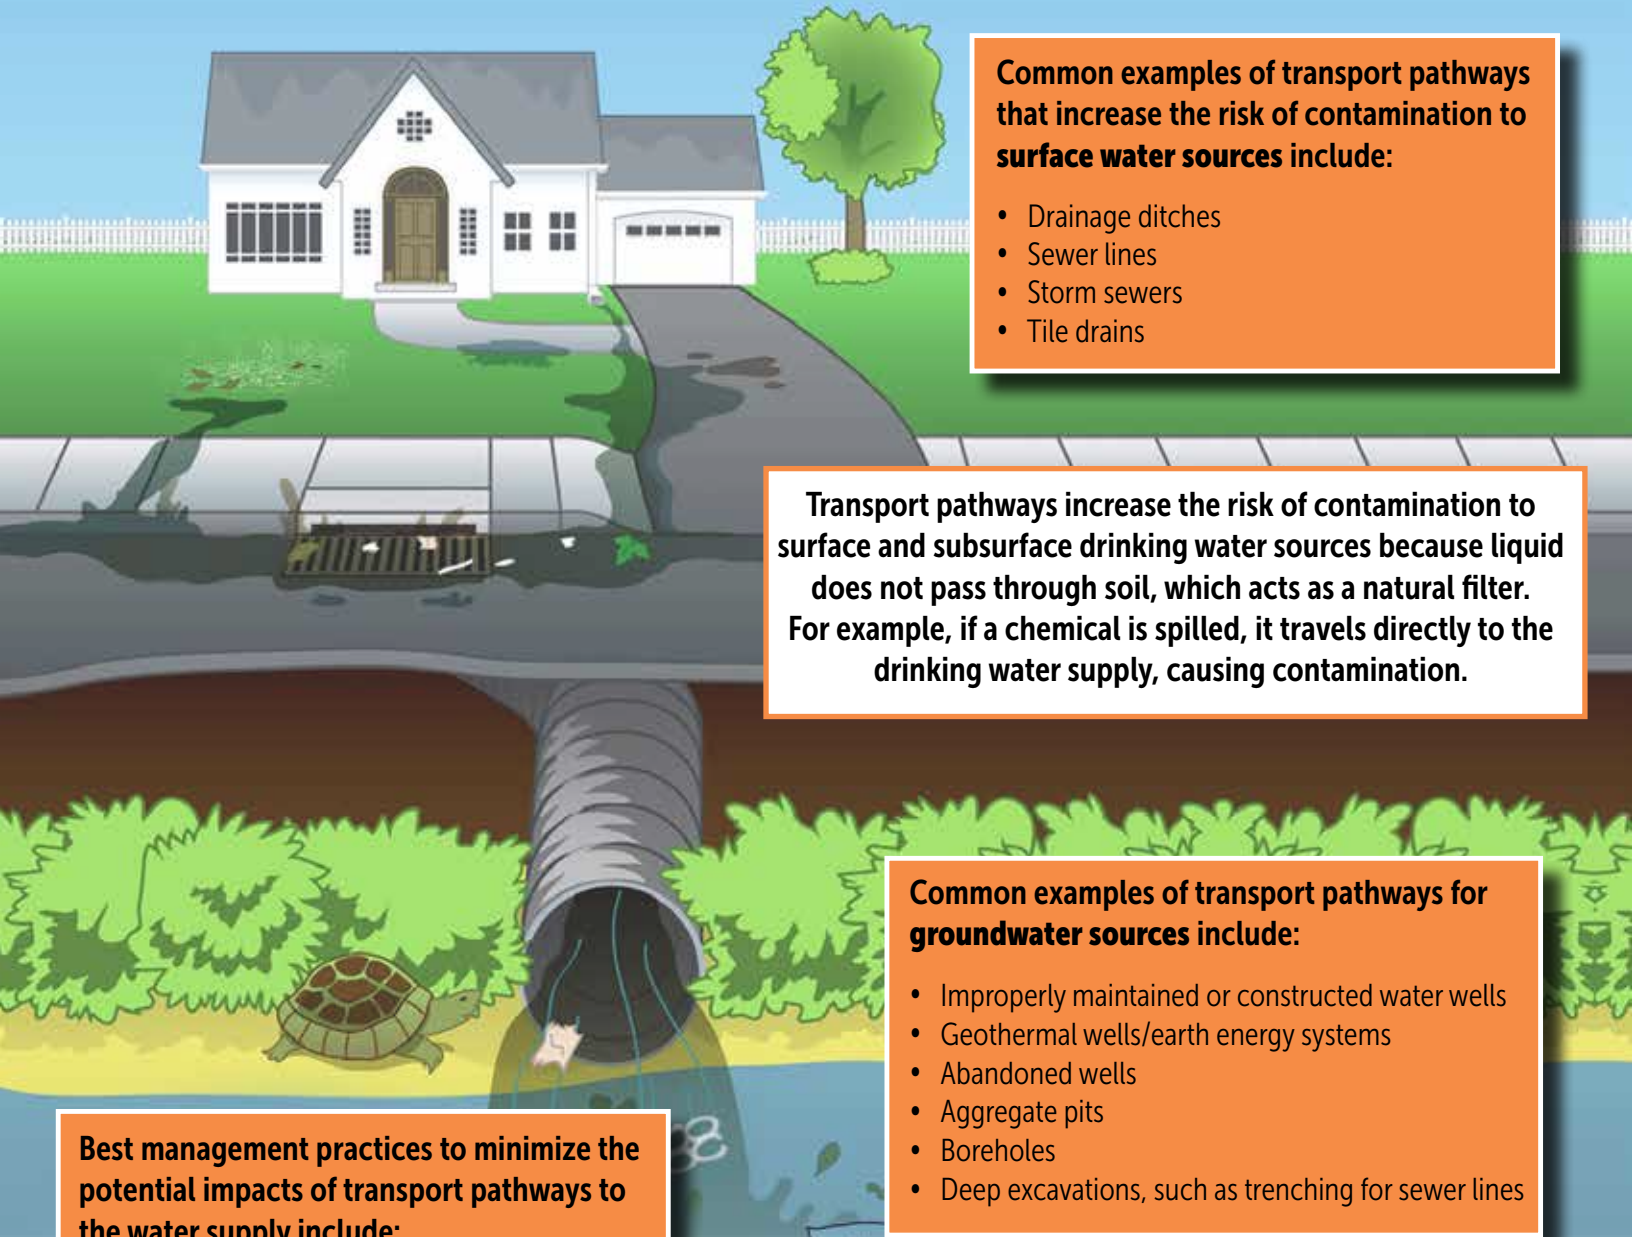 Common examples of transport pathways
that increase the risk of contamination to
surface water sources include:
• Drainage ditches
• Sewer lines
• Storm sewers
• Tile drains
Transport pathways increase the risk of contamination to
surface and subsurface drinking water sources because liquid
does not pass through soil, which acts as a natural filter.
For example, if a chemical is spilled, it travels directly to the
drinking water supply, causing contamination.
Common examples of transport pathways for
groundwater sources include:
• Improperly maintained or constructed water wells
• Geothermal wells/earth energy systems
• Abandoned wells
• Aggregate pits
• Boreholes
• Deep excavations, such as trenching for sewer lines
Best management practices to minimize the
potential impacts of transport pathways to
the water supply include: